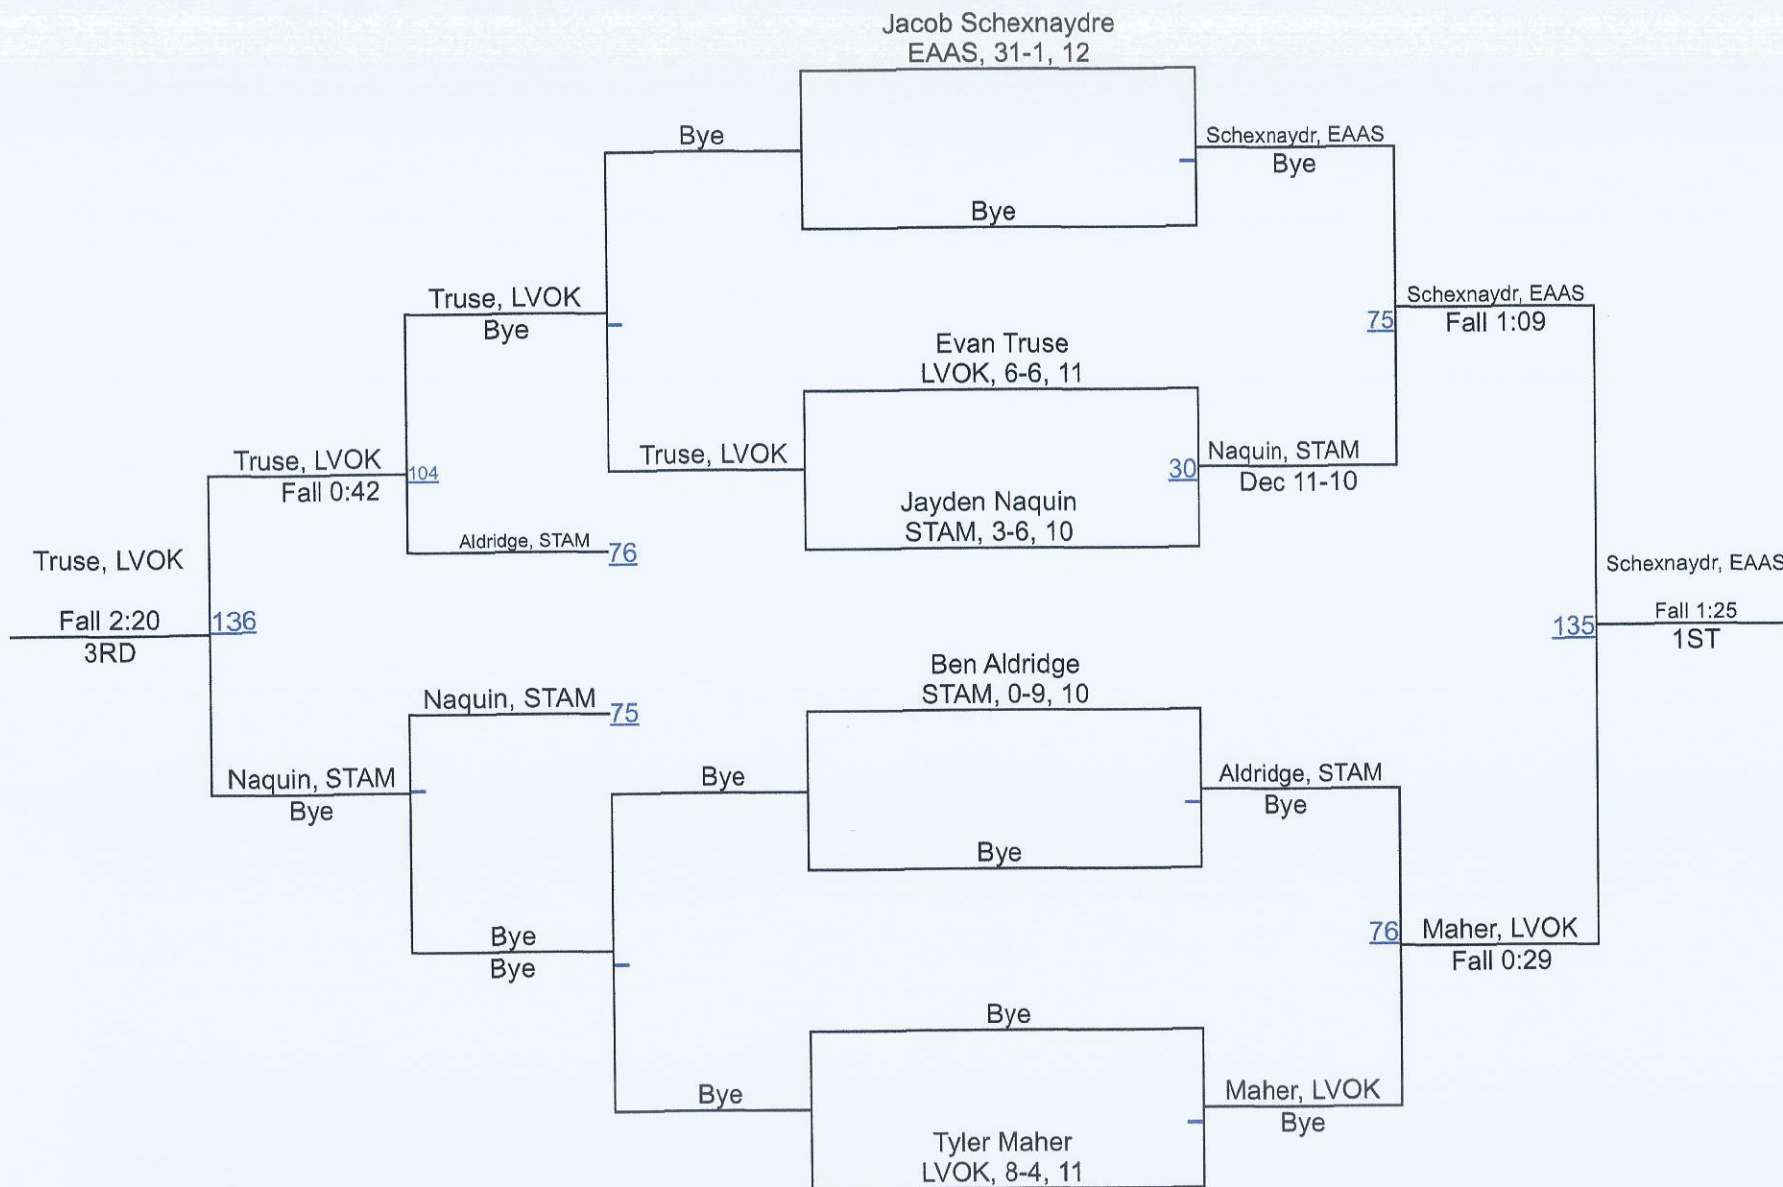 Jacob Schexnaydre
EAAS, 31-1, 12
Bye
Schexnaydr, EAAS
Bye
Bye
Truse, LVOK
Bye
Schexnaydr, EAAS
75
Fall 1:09
Evan Truse
LVOK, 6-6, 11
Truse, LVOK
Truse, LVOK
104
Fall 0:42
30
Naquin, STAM
Dec 11-10
Jayden Naquin
STAM, 3-6, 10
Aldridge, STAM
76
Truse, LVOK
Schexnaydr, EAAS
Fall 2:20
136
3RD
135
Fall 1:25
1ST
Ben Aldridge
STAM, 0-9, 10
Naquin, STAM
75
Naquin, STAM
Bye
Bye
Aldridge, STAM
Bye
Bye
Bye
Bye
76
Maher, LVOK
Fall 0:29
Bye
Bye
Maher, LVOK
Bye
Tyler Maher
LVOK, 8-4, 11